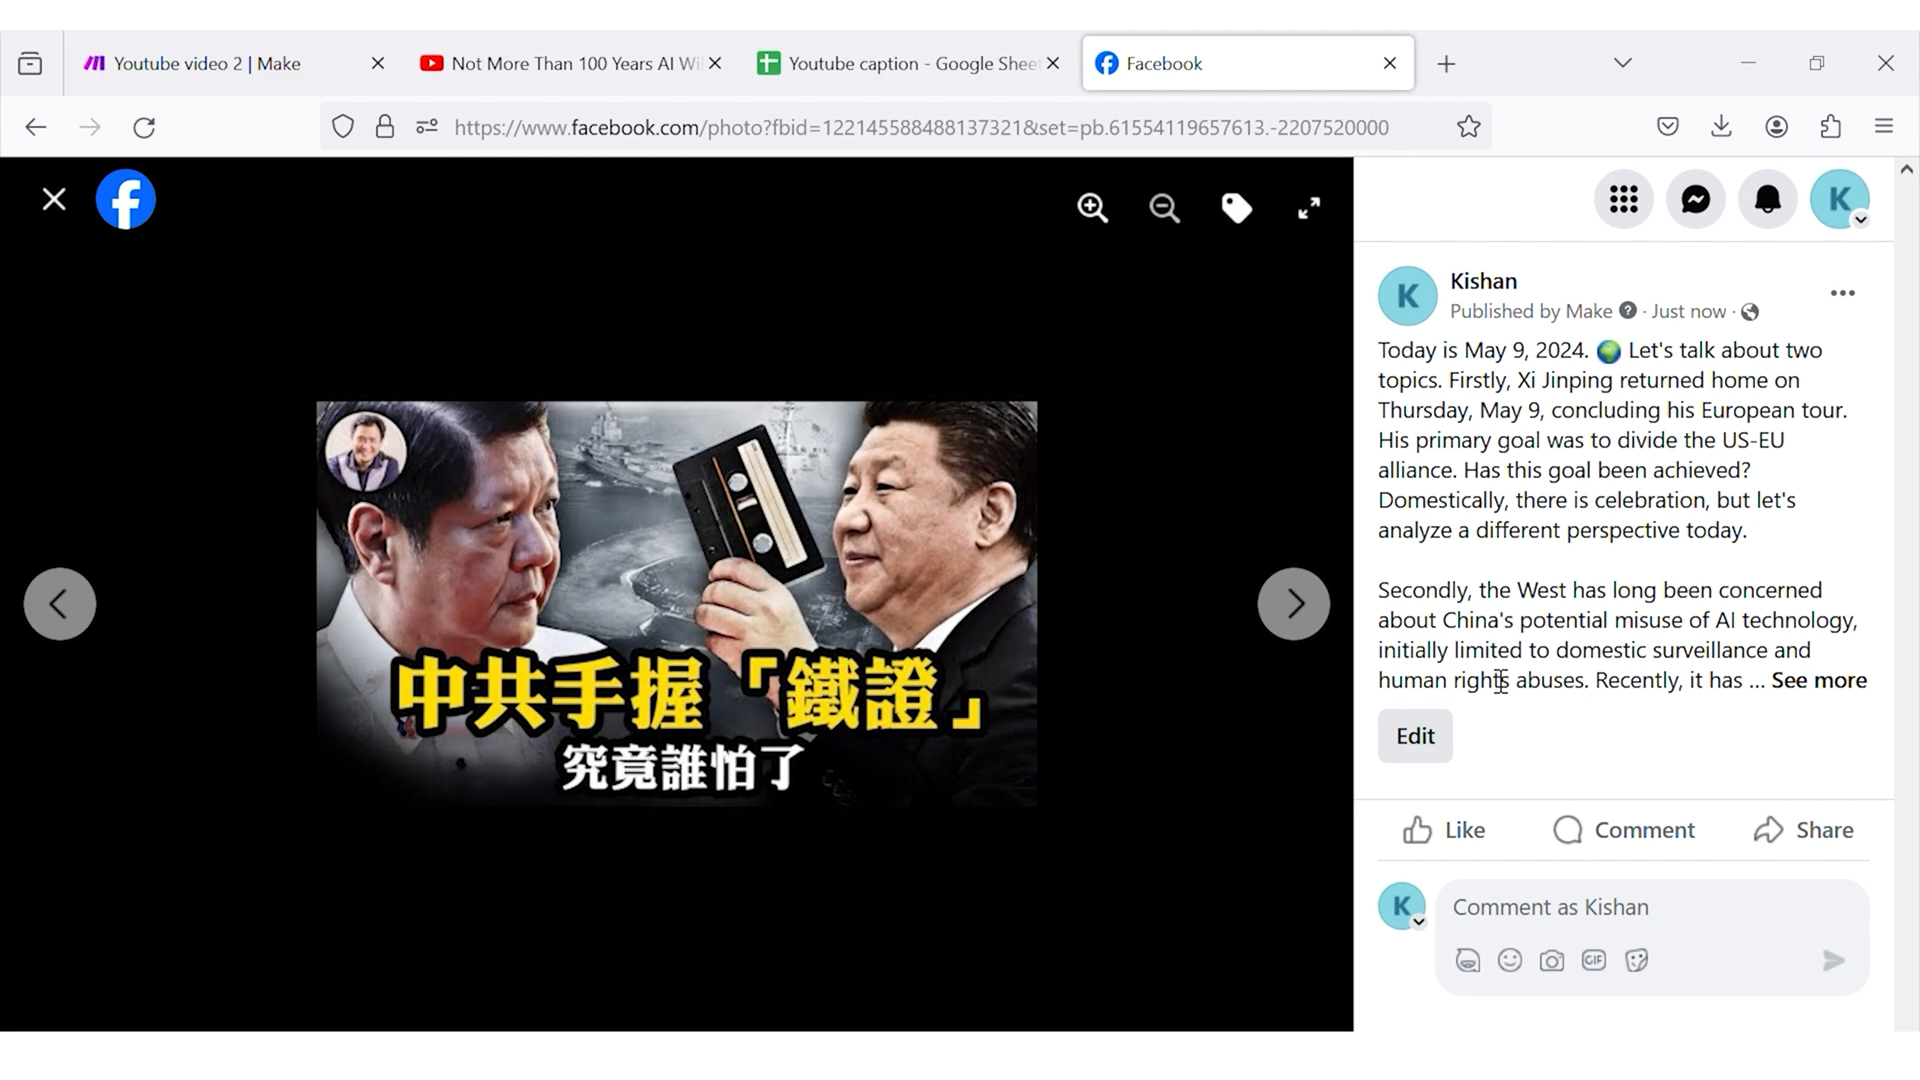 Youtube video 2 | Make
Not More Than 100 Years AI Wil
Youtube caption - Google Shee
Facebook
https://www.facebook.com/photo?fbid=122145588488137321&set=pb.61554119657613.-2207520000
K
K
Kishan
Published by Make ? · Just now ·
Today is May 9, 2024. 🌍 Let's talk about two
topics. Firstly, Xi Jinping returned home on
Thursday, May 9, concluding his European tour.
His primary goal was to divide the US-EU
alliance. Has this goal been achieved?
Domestically, there is celebration, but let's
analyze a different perspective today.
Secondly, the West has long been concerned
about China's potential misuse of AI technology,
initially limited to domestic surveillance and
human rights abuses. Recently, it has ... See more
Edit
Like Comment Share
K
Comment as Kishan
GIF
中共手握「鐵證」
究竟誰怕了